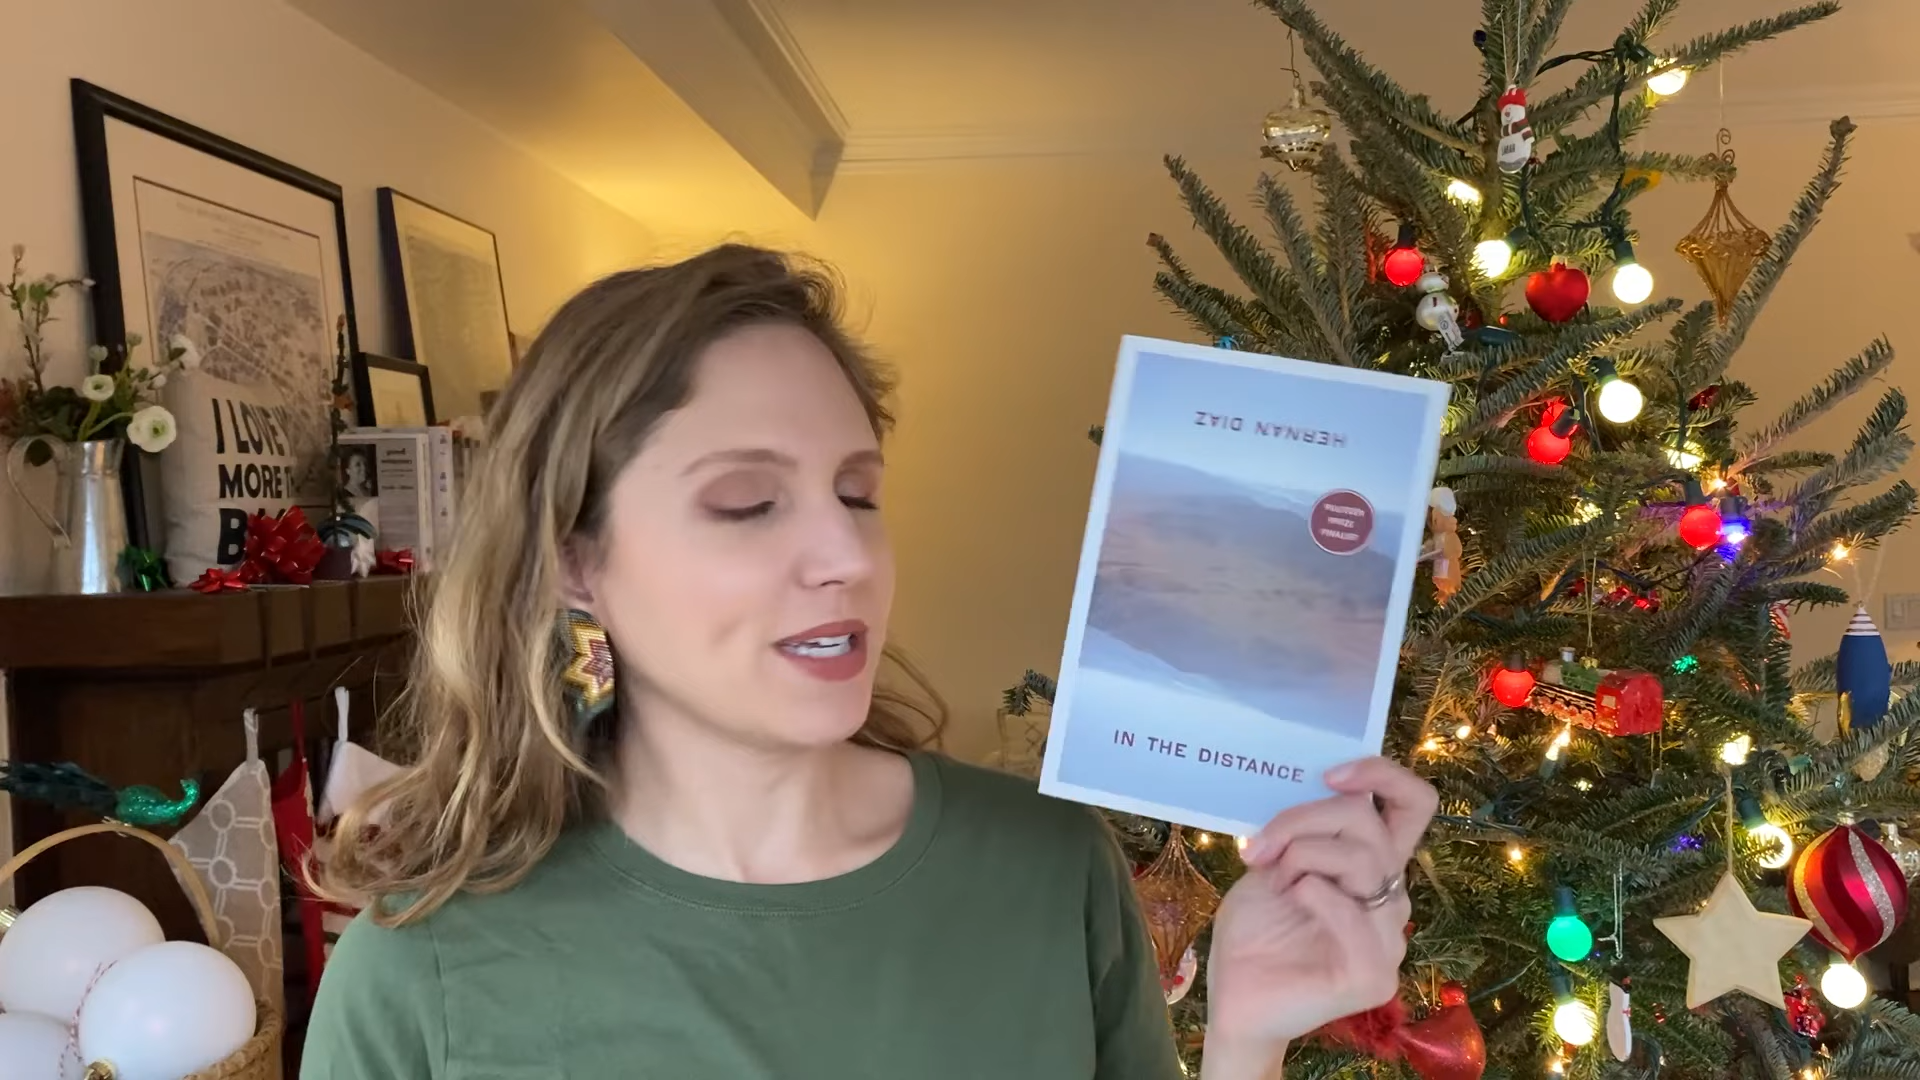 HERNAN DIAZ
PULITZER
PRIZE
FINALIST
IN THE DISTANCE
I LOVE
MORE